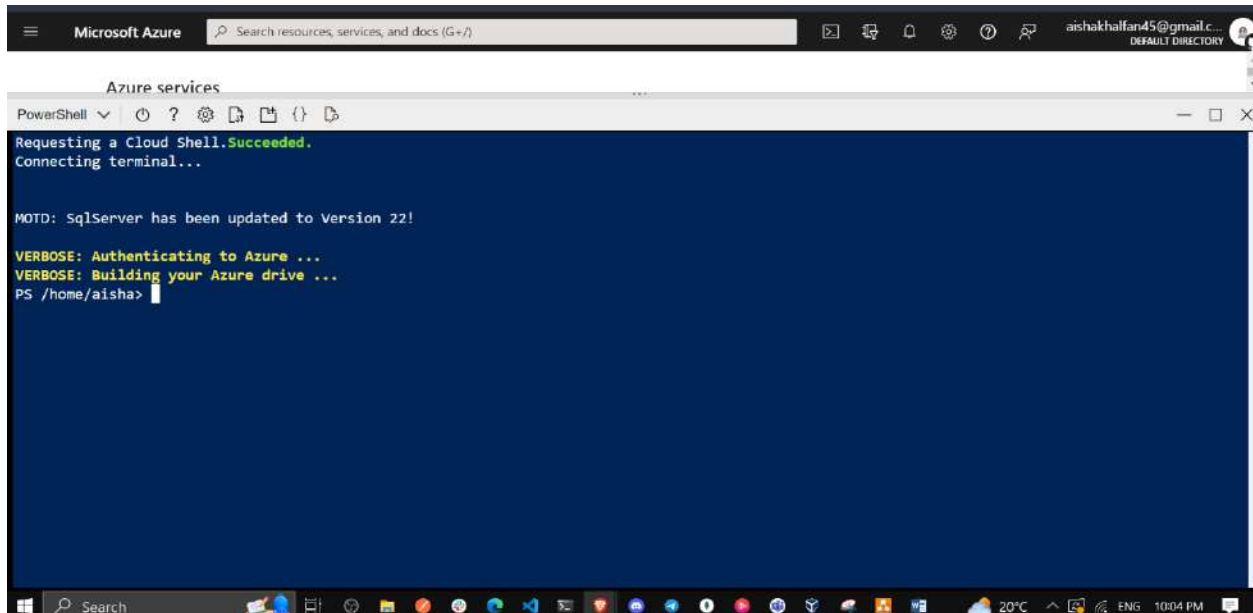 Microsoft Azure
Search resources, services, and docs (G+/)
aishakhalfan45@gmail.c...
DEFAULT DIRECTORY
Azure services
PowerShell
Requesting a Cloud Shell.Succeeded.
Connecting terminal...
MOTD: SqlServer has been updated to Version 22!
VERBOSE: Authenticating to Azure ...
VERBOSE: Building your Azure drive ...
PS /home/aisha>
Search
20°C
ENG
10:04 PM